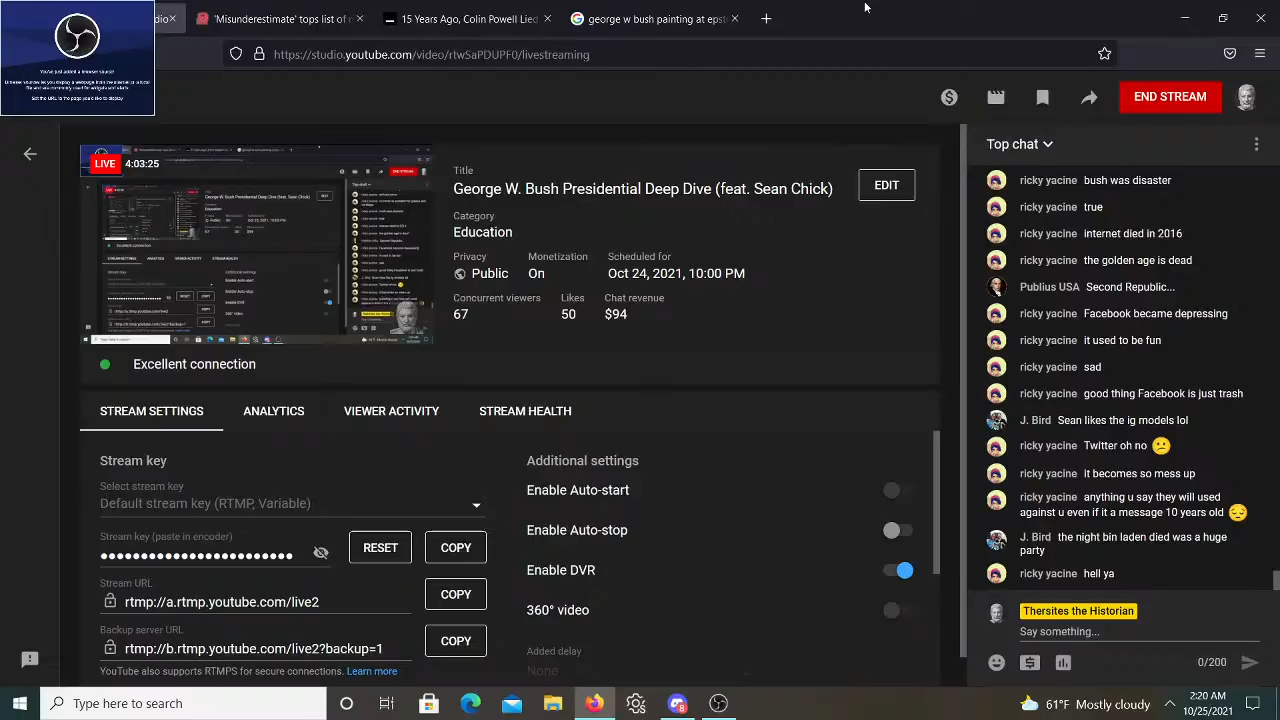 You've just added a browser source!
dio
'Misunderestimate' tops list of n
15 Years Ago, Colin Powell Told
george w bush painting at epst
https://studio.youtube.com/video/rtwsPDUPF0/livestreaming
END STREAM
LIVE
4:03:25
Title
George W. Bush Presidential Deep Dive (feat. Sean Chick)
EDIT
Category
Education
Public
On
Scheduled for
Oct 24, 2021, 10:00 PM
Concurrent viewers
Likes
Chat revenue
67
50
$94
Excellent connection
STREAM SETTINGS
ANALYTICS
VIEWER ACTIVITY
STREAM HEALTH
Stream key
Select stream key
Default stream key (RTMP, Variable)
Stream key (paste in encoder)
RESET
COPY
Stream URL
rtmp://a.rtmp.youtube.com/live2
COPY
Backup server URL
rtmp://b.rtmp.youtube.com/live2?backup=1
COPY
YouTube also supports RTMPS for secure connections. Learn more
Additional settings
Enable Auto-start
Enable Auto-stop
Enable DVR
360° video
Added delay
None
Top chat
ricky yacine bush was disaster
ricky yacine true
ricky yacine internet died in 2016
ricky yacine the golden age is dead
Publius USA Second Republic...
ricky yacine Facebook became depressing
ricky yacine it used to be fun
ricky yacine sad
ricky yacine good thing Facebook is just trash
J. Bird Sean likes the ig models lol
ricky yacine Twitter oh no 😕
ricky yacine It becomes so mess up
ricky yacine anything u say they will used
against u even if it a message 10 years old 😔
J. Bird the night bin laden died was a huge
party
ricky yacine hell ya
Thersites the Historian
Say something...
0/200
Type here to search
61°F Mostly cloudy
2:20 AM
10/25/2021